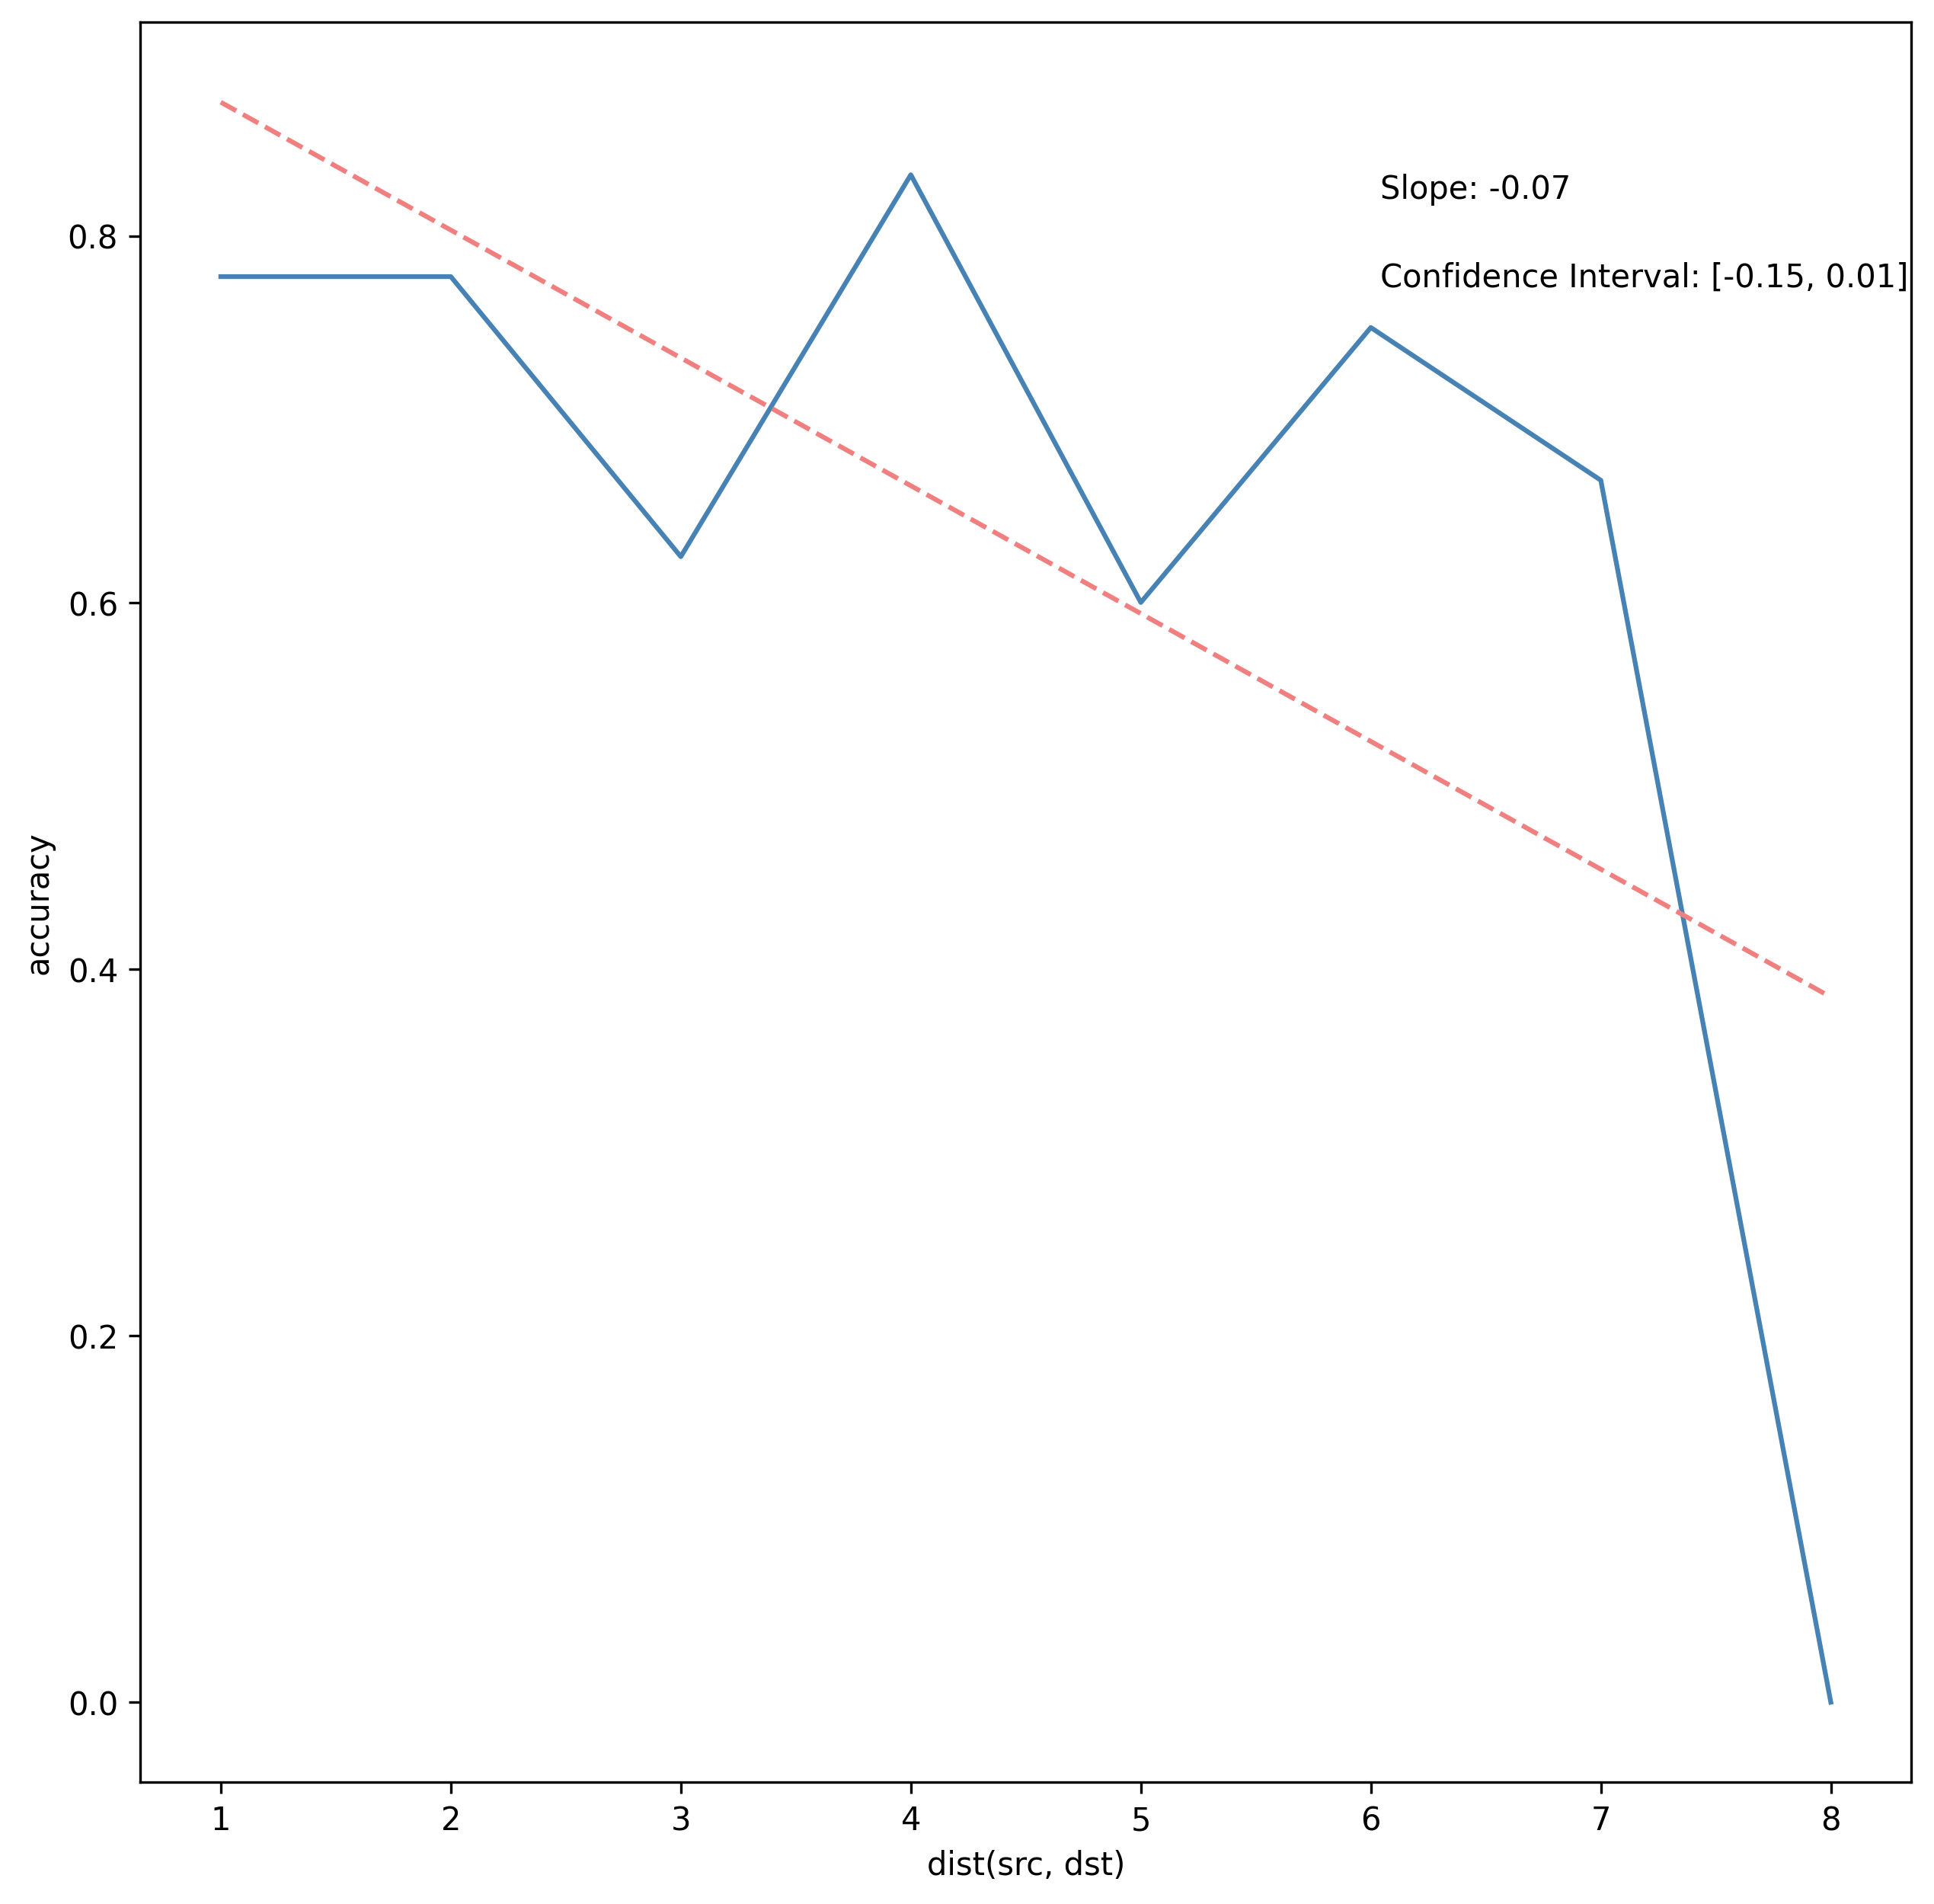 Slope: -0.07
Confidence Interval: [-0.15, 0.01]
accuracy
0.8
0.6
0.4
0.2
0.0
1 2 3 4 5 6 7 8
dist(src, dst)